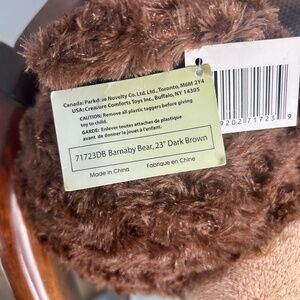 Canada: Parkdale Novelty Co. Ltd. Ltd., Toronto, M6M 2Y4
USA: Creature Comforts Toys Inc., Buffalo, NY 14305
CAUTION: Remove all plastic taggers before giving
toy to child.
GARDE: Enlever toutes attaches de plastique
avant de donner le jouet à l'enfant.
71723DB Barnaby Bear, 23" Dark Brown
Made in China Fabriqué en Chine
920271723 9